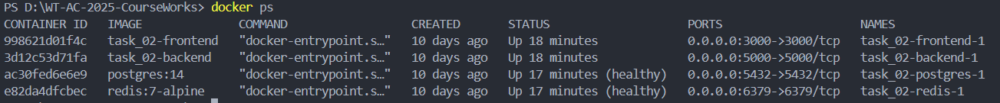 PS D:\WT-AC-2025-CourseWorks> docker ps
CONTAINER ID   IMAGE              COMMAND                  CREATED       STATUS                    PORTS                    NAMES
998621d01f4c   task_02-frontend   "docker-entrypoint.s…"   10 days ago   Up 18 minutes             0.0.0.0:3000->3000/tcp   task_02-frontend-1
3d12c53d71fa   task_02-backend    "docker-entrypoint.s…"   10 days ago   Up 18 minutes             0.0.0.0:5000->5000/tcp   task_02-backend-1
ac30fed6e6e9   postgres:14        "docker-entrypoint.s…"   10 days ago   Up 17 minutes (healthy)   0.0.0.0:5432->5432/tcp   task_02-postgres-1
e82da4dfcbec   redis:7-alpine     "docker-entrypoint.s…"   10 days ago   Up 17 minutes (healthy)   0.0.0.0:6379->6379/tcp   task_02-redis-1